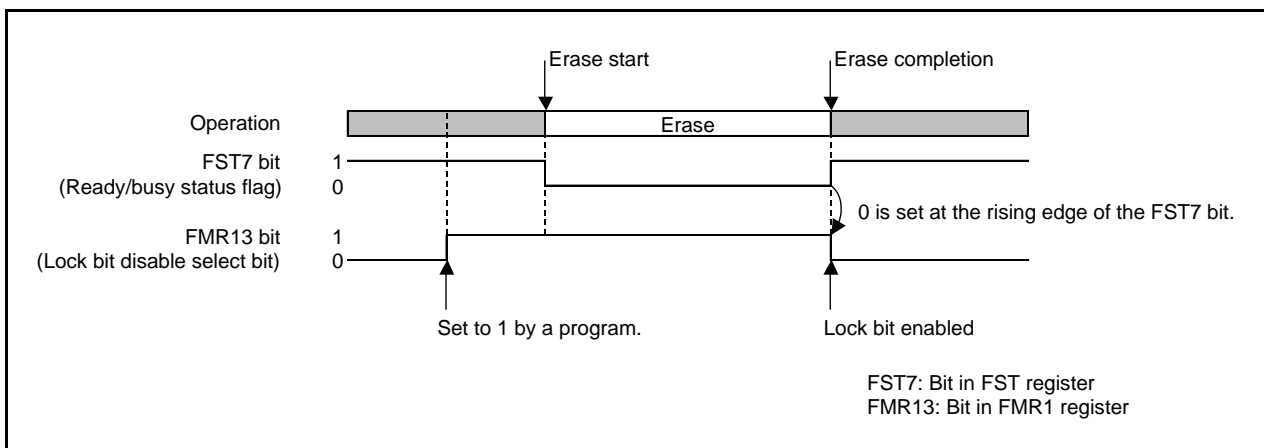 Erase start
Erase completion
Operation
Erase
FST7 bit
(Ready/busy status flag)
1
0
0 is set at the rising edge of the FST7 bit.
FMR13 bit
(Lock bit disable select bit)
1
0
Set to 1 by a program.
Lock bit enabled
FST7: Bit in FST register
FMR13: Bit in FMR1 register